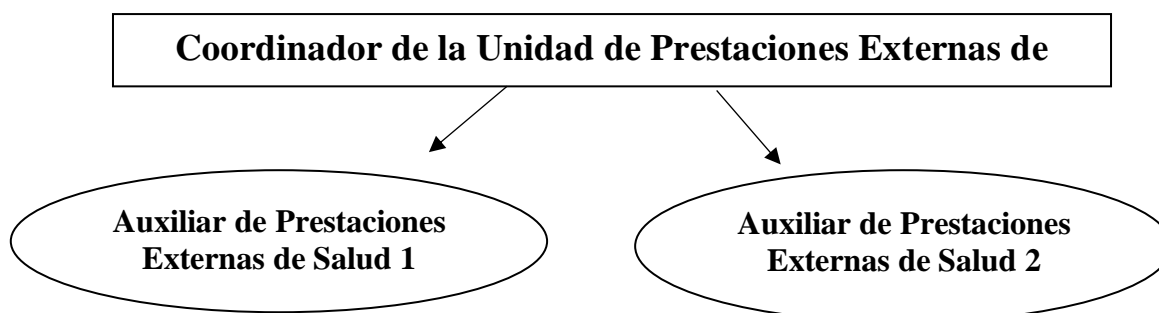 Coordinador de la Unidad de Prestaciones Externas de
Auxiliar de Prestaciones
Externas de Salud 1
Auxiliar de Prestaciones
Externas de Salud 2